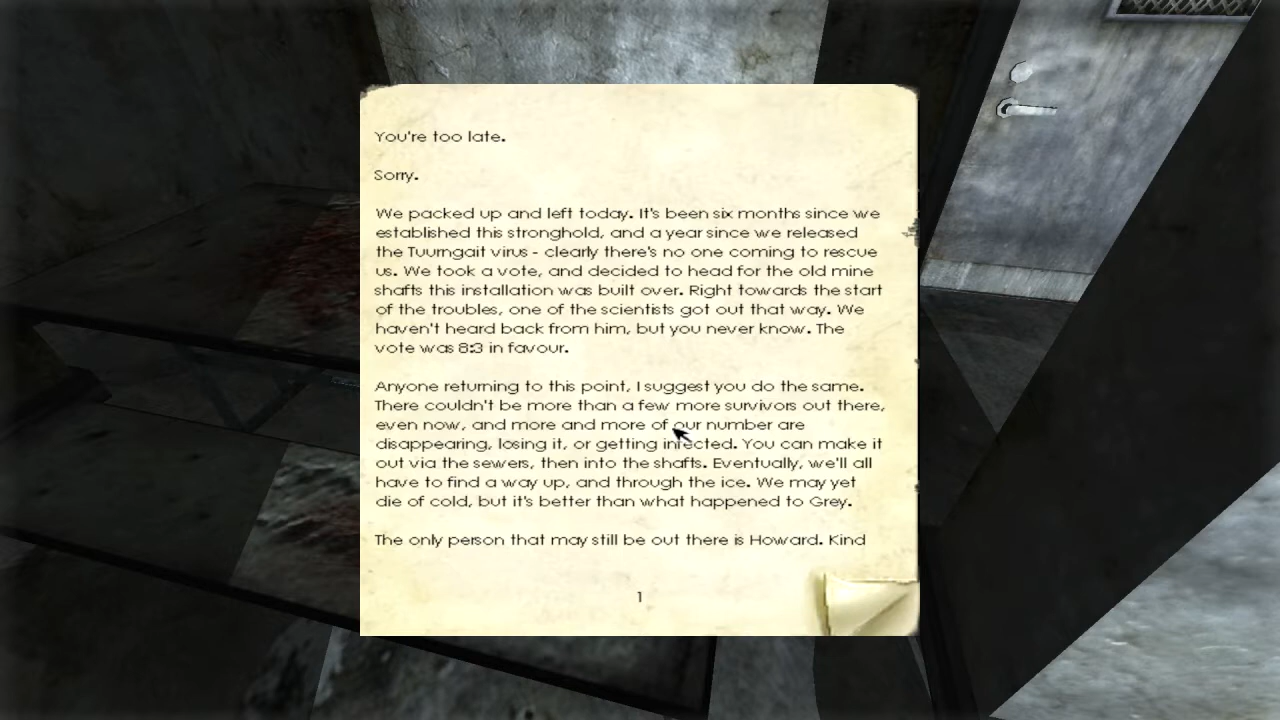 You're too late.
Sorry.
We packed up and left today. It's been six months since we
established this stronghold, and a year since we released
the Tuurngait virus - clearly there's no one coming to rescue
us. We took a vote, and decided to head for the old mine
shafts this installation was built over. Right towards the start
of the troubles, one of the scientists got out that way. We
haven't heard back from him, but you never know. The
vote was 8:3 in favour.
Anyone returning to this point, I suggest you do the same.
There couldn't be more than a few more survivors out there,
even now, and more and more of our number are
disappearing, losing it, or getting infected. You can make it
out via the sewers, then into the shafts. Eventually, we'll all
have to find a way up, and through the ice. We may yet
die of cold, but it's better than what happened to Grey.
The only person that may still be out there is Howard. Kind
1